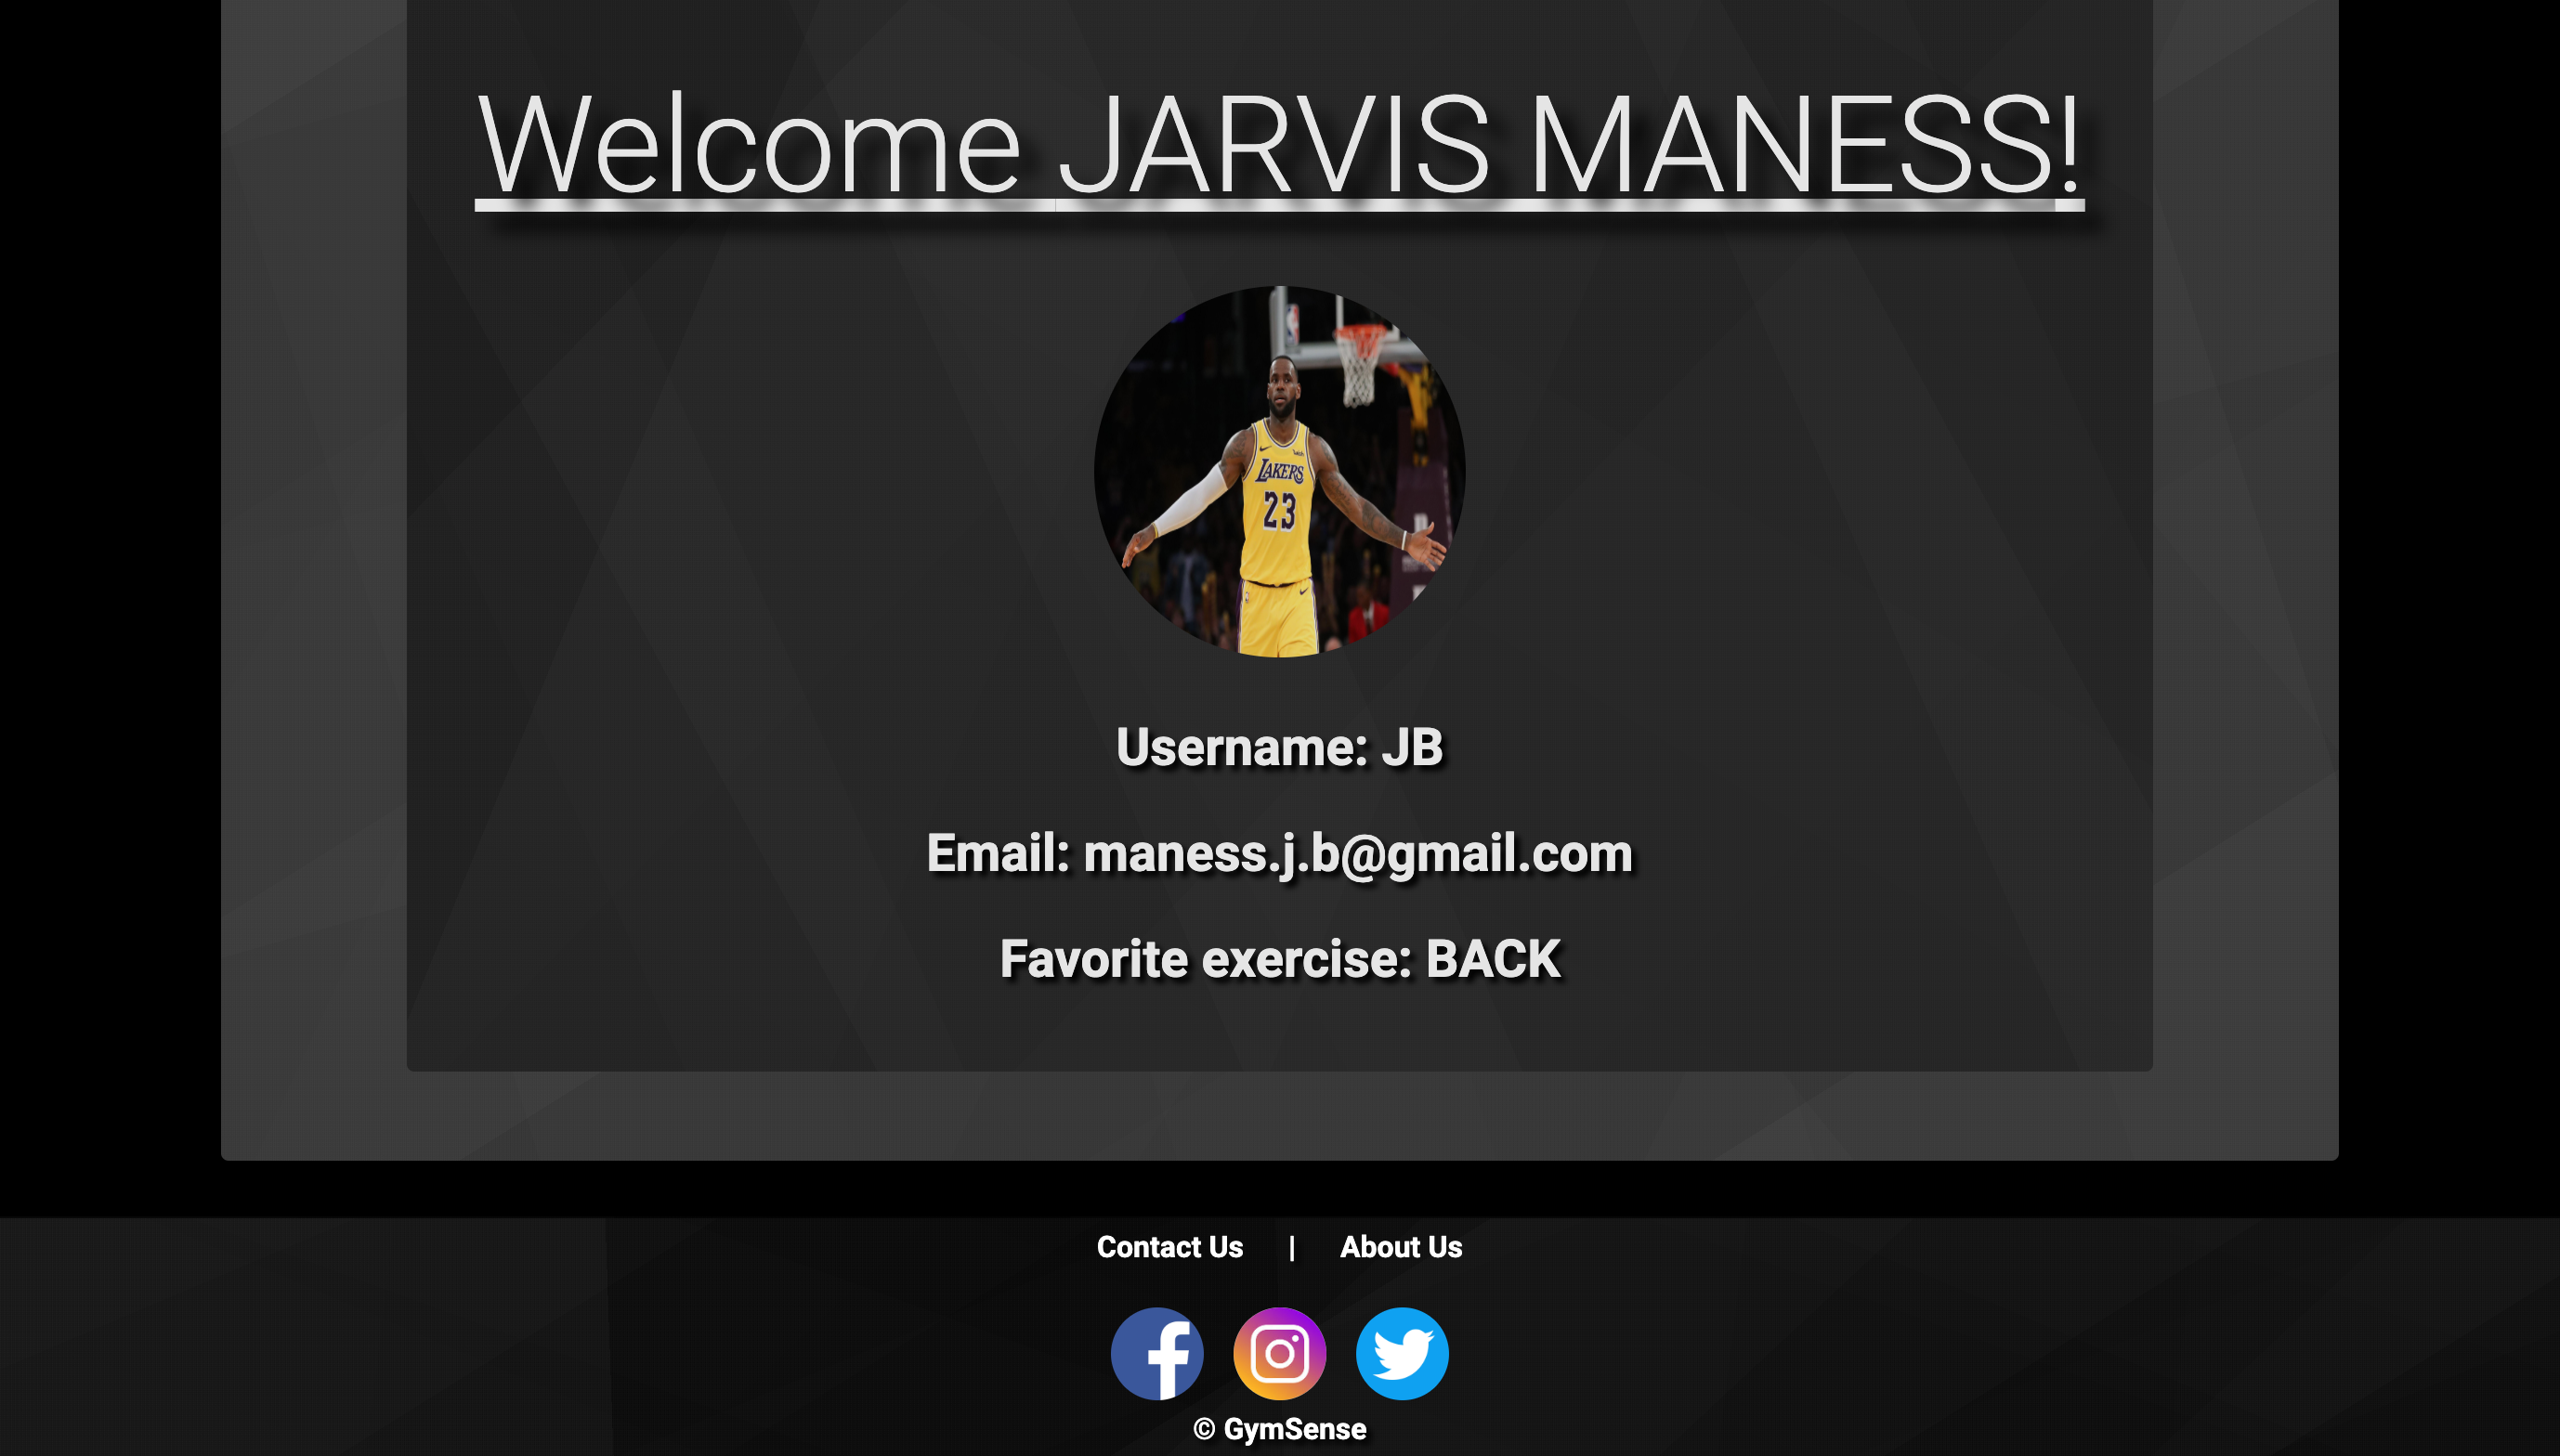 Welcome JARVIS MANESS!
LAKERS
23
Username: JB
Email: maness.j.b@gmail.com
Favorite exercise: BACK
Contact Us | About Us
© GymSense